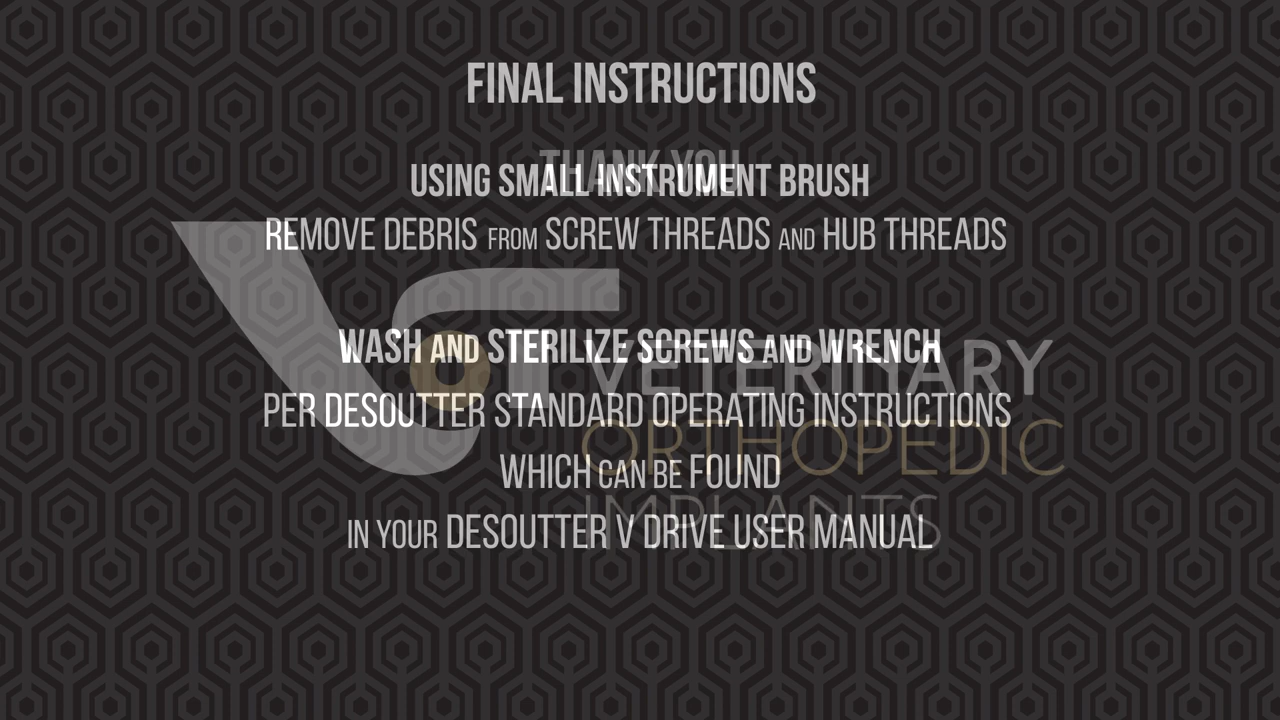 FINAL INSTRUCTIONS
THANK YOU
USING SMALL INSTRUMENT BRUSH
REMOVE DEBRIS FROM SCREW THREADS AND HUB THREADS
WASH AND STERILIZE SCREWS AND WRENCH
VETERINARY
PER DESOUTTER STANDARD OPERATING INSTRUCTIONS
ORTHOPEDIC
WHICH CAN BE FOUND
IMPLANTS
IN YOUR DESOUTTER V DRIVE USER MANUAL